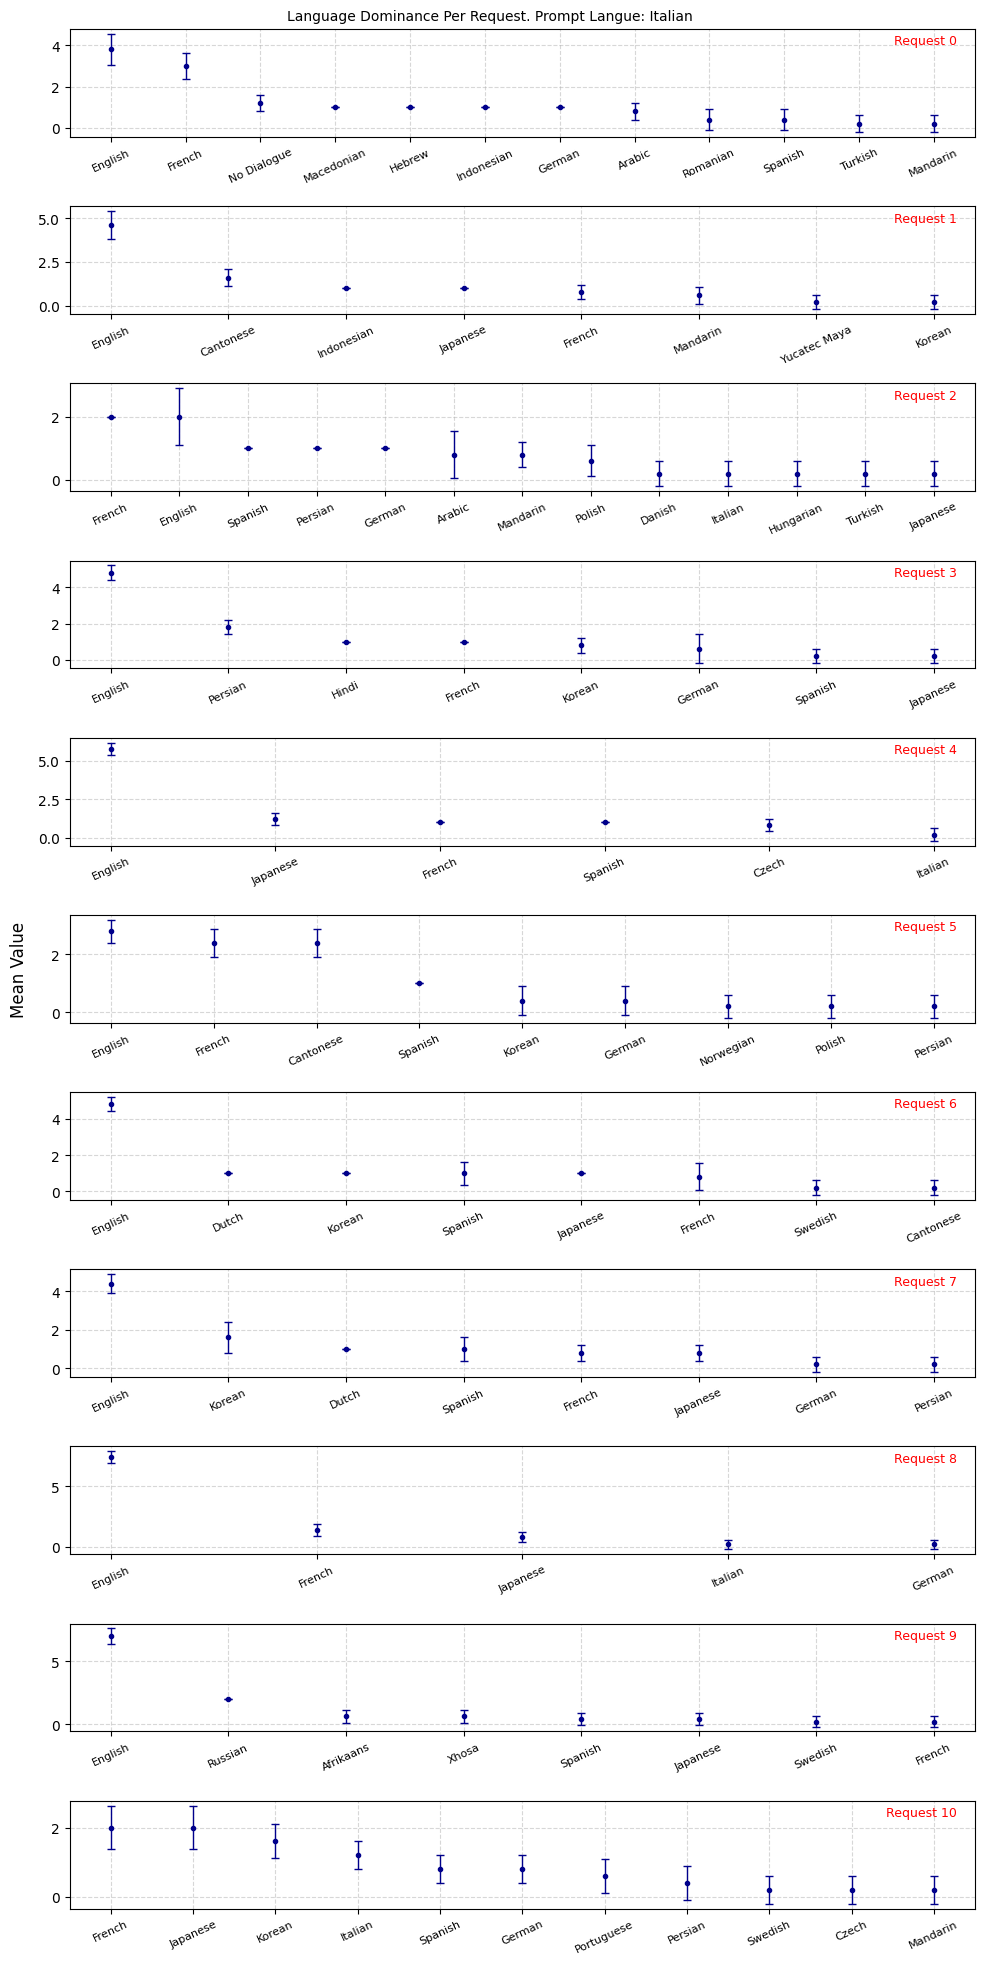 Language Dominance Per Request. Prompt Langue: Italian
Request 0
4
2
0
English French No Dialogue Macedonian Hebrew Indonesian German Arabic Romanian Spanish Turkish Mandarin
Request 1
5.0
2.5
0.0
English Cantonese Indonesian Japanese French Mandarin Yucatec Maya Korean
Request 2
2
0
French English Spanish Persian German Arabic Mandarin Polish Danish Italian Hungarian Turkish Japanese
Request 3
4
2
0
English Persian Hindi French Korean German Spanish Japanese
Request 4
5.0
2.5
0.0
English Japanese French Spanish Czech Italian
Mean Value
Request 5
2
0
English French Cantonese Spanish Korean German Norwegian Polish Persian
Request 6
4
2
0
English Dutch Korean Spanish Japanese French Swedish Cantonese
Request 7
4
2
0
English Korean Dutch Spanish French Japanese German Persian
Request 8
5
0
English French Japanese Italian German
Request 9
5
0
English Russian Afrikaans Xhosa Spanish Japanese Swedish French
Request 10
2
0
French Japanese Korean Italian Spanish German Portuguese Persian Swedish Czech Mandarin